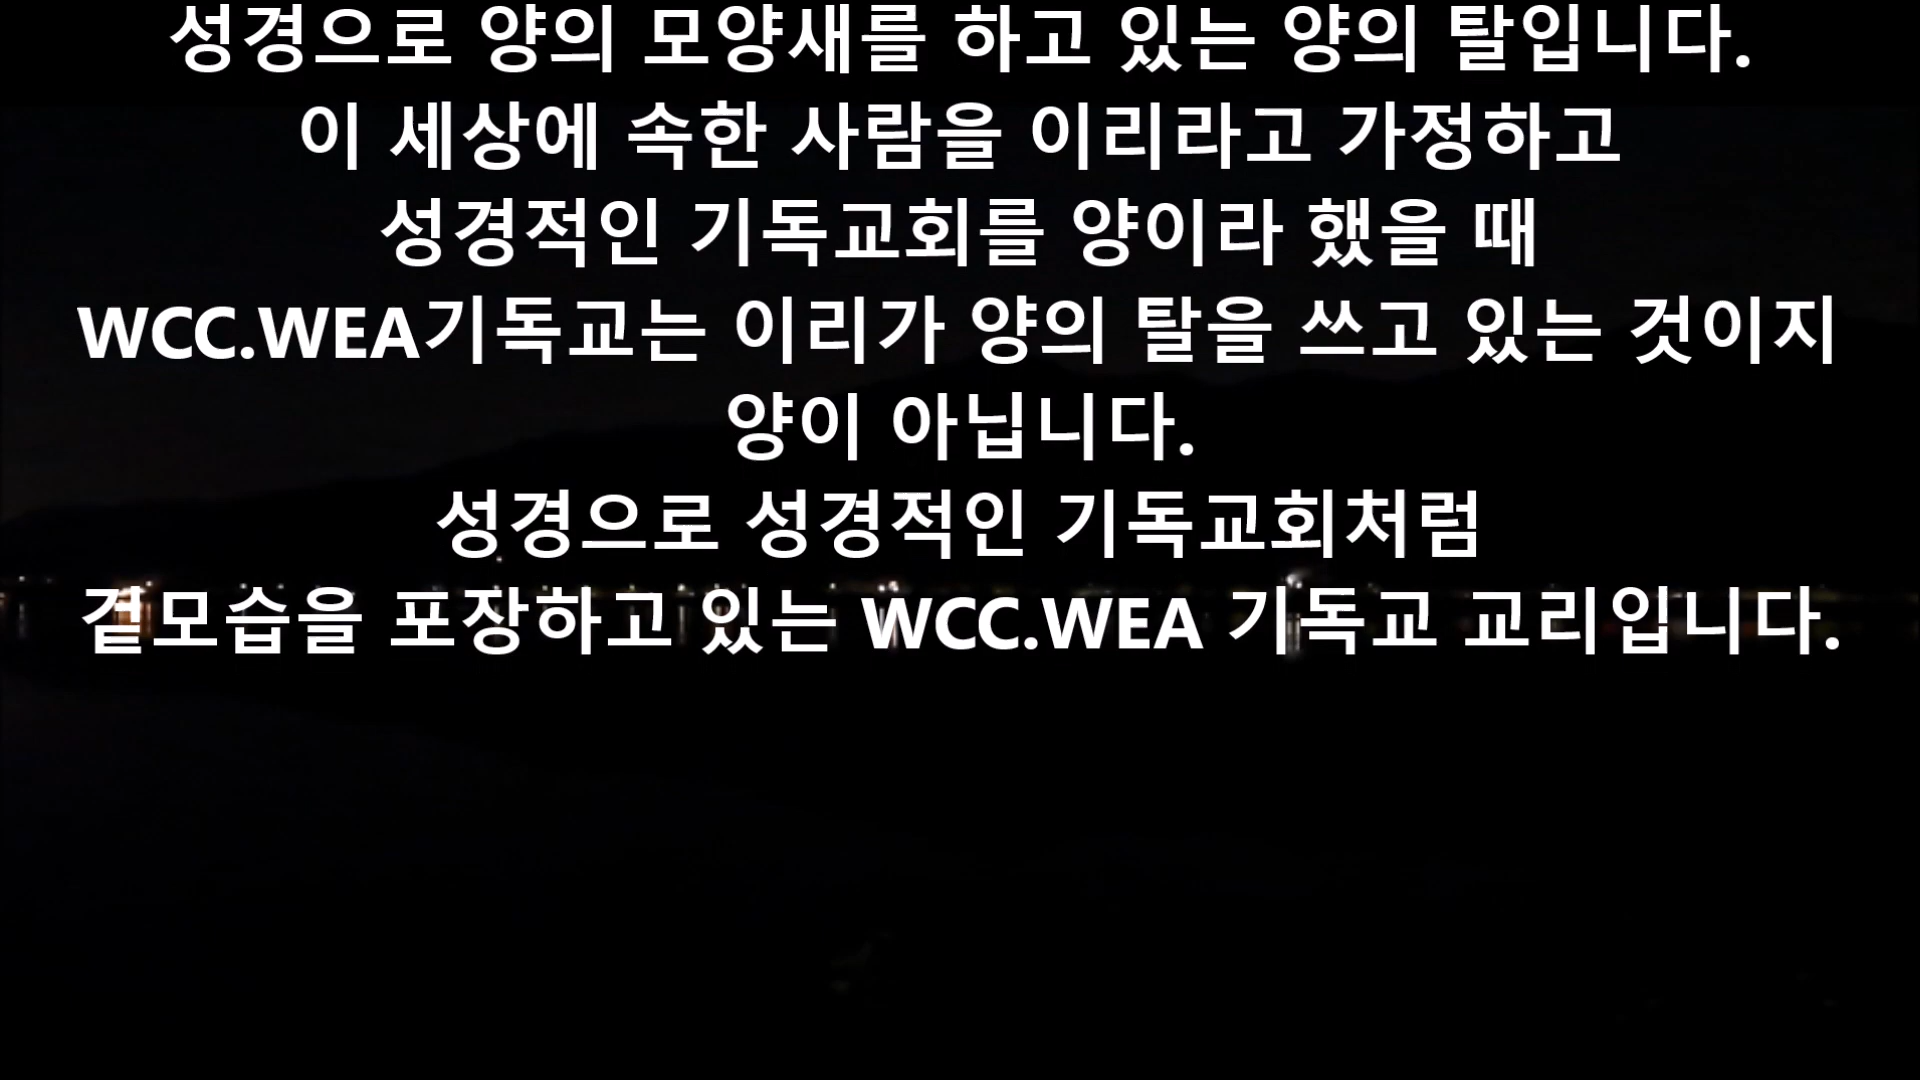 성경으로 양의 모양새를 하고 있는 양의 탈입니다.
이 세상에 속한 사람을 이리라고 가정하고
성경적인 기독교회를 양이라 했을 때
WCC.WEA기독교는 이리가 양의 탈을 쓰고 있는 것이지
양이 아닙니다.
성경으로 성경적인 기독교회처럼
겉모습을 포장하고 있는 WCC.WEA 기독교 교리입니다.